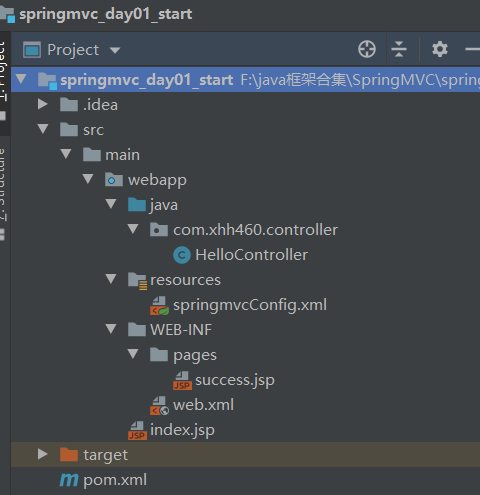 springmvc_day01_start
Project
springmvc_day01_start F:\java框架合集\SpringMVC\spring
.idea
src
main
webapp
java
com.xhh460.controller
HelloController
resources
springmvcConfig.xml
WEB-INF
pages
success.jsp
web.xml
index.jsp
target
pom.xml